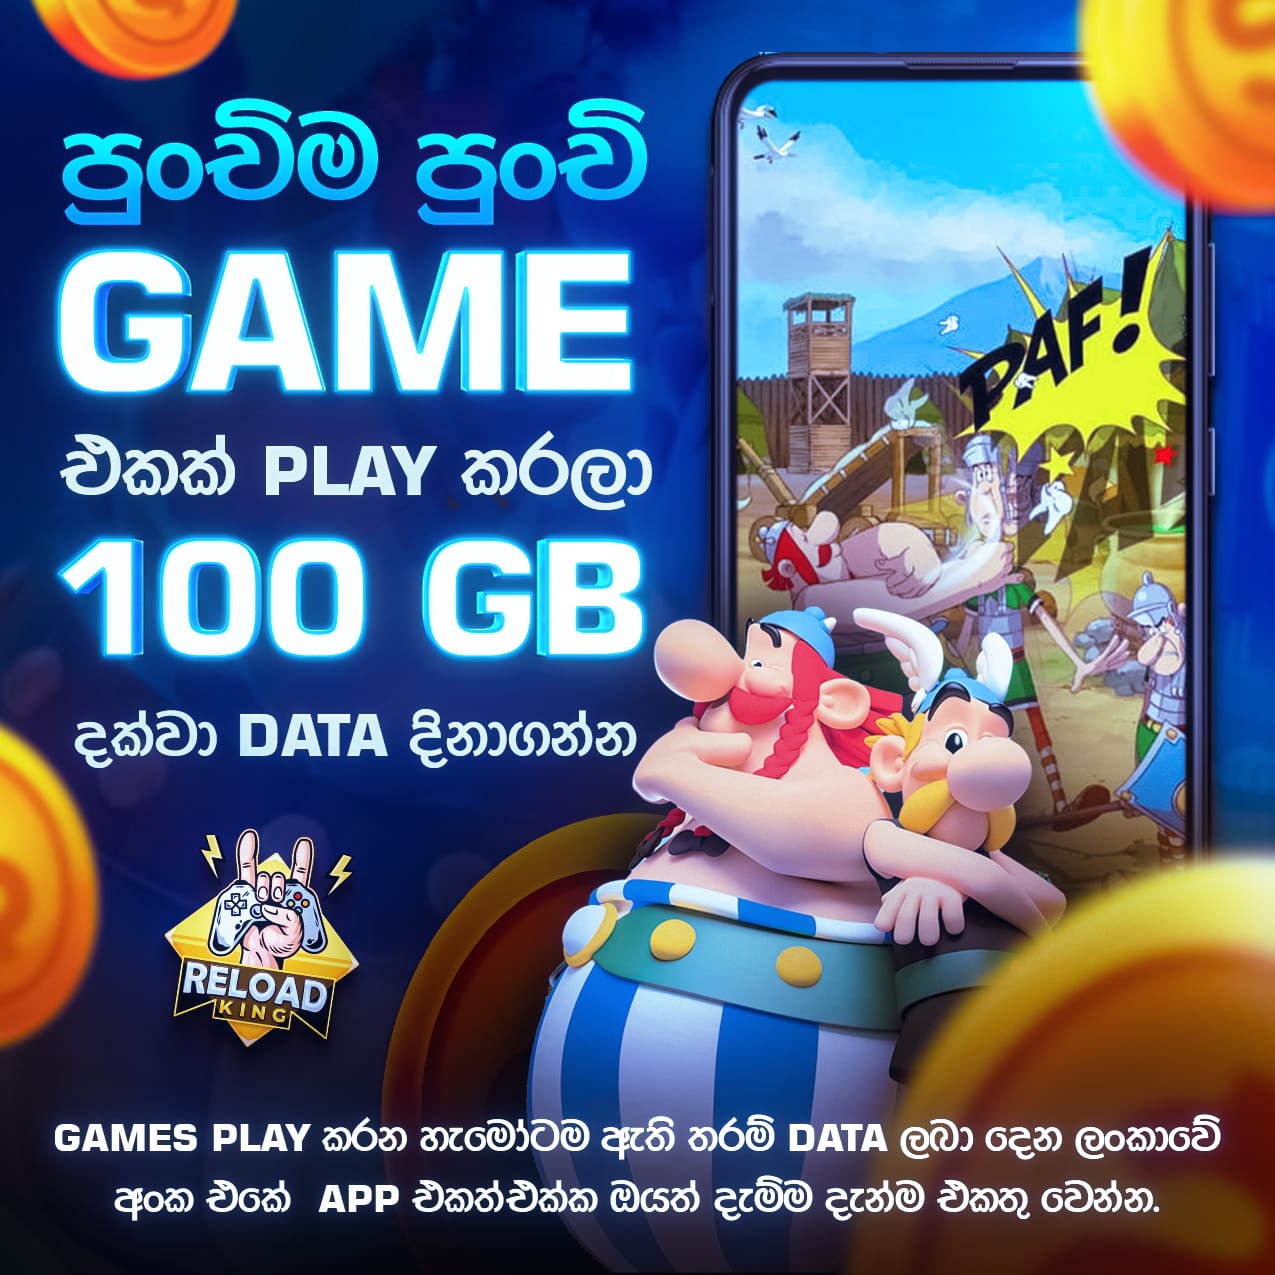 පුංචිම පුංචි
GAME
එකක් PLAY කරලා
100 GB
දක්වා DATA දිනාගන්න
PAF!
RELOAD
KING
GAMES PLAY කරන හැමෝටම ඇති තරම් DATA ලබා දෙන ලංකාවේ
අංක එකේ APP එකත්එක්ක ඔයත් දැම්ම දැන්ම එකතු වෙන්න.